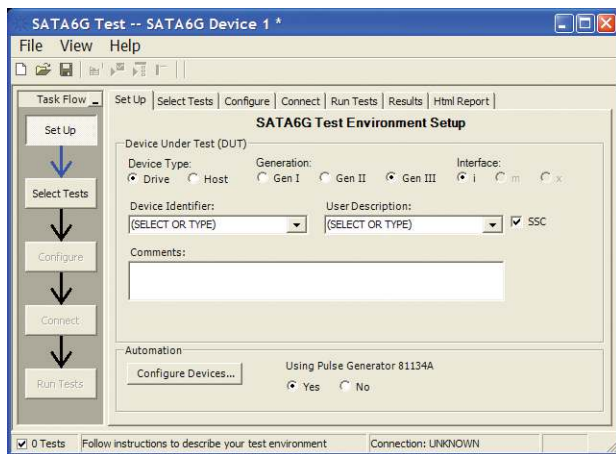 SATA6G Test -- SATA6G Device 1 *
File View Help
Task Flow
Set Up
Select Tests
Configure
Connect
Run Tests
Set Up Select Tests Configure Connect Run Tests Results Html Report
SATA6G Test Environment Setup
Device Under Test (DUT)
Device Type: Generation: Interface:
Drive Host Gen I Gen II Gen III i m x
Device Identifier: User Description:
(SELECT OR TYPE) (SELECT OR TYPE) SSC
Comments:
Automation
Configure Devices... Using Pulse Generator 81134A
Yes No
0 Tests Follow instructions to describe your test environment Connection: UNKNOWN